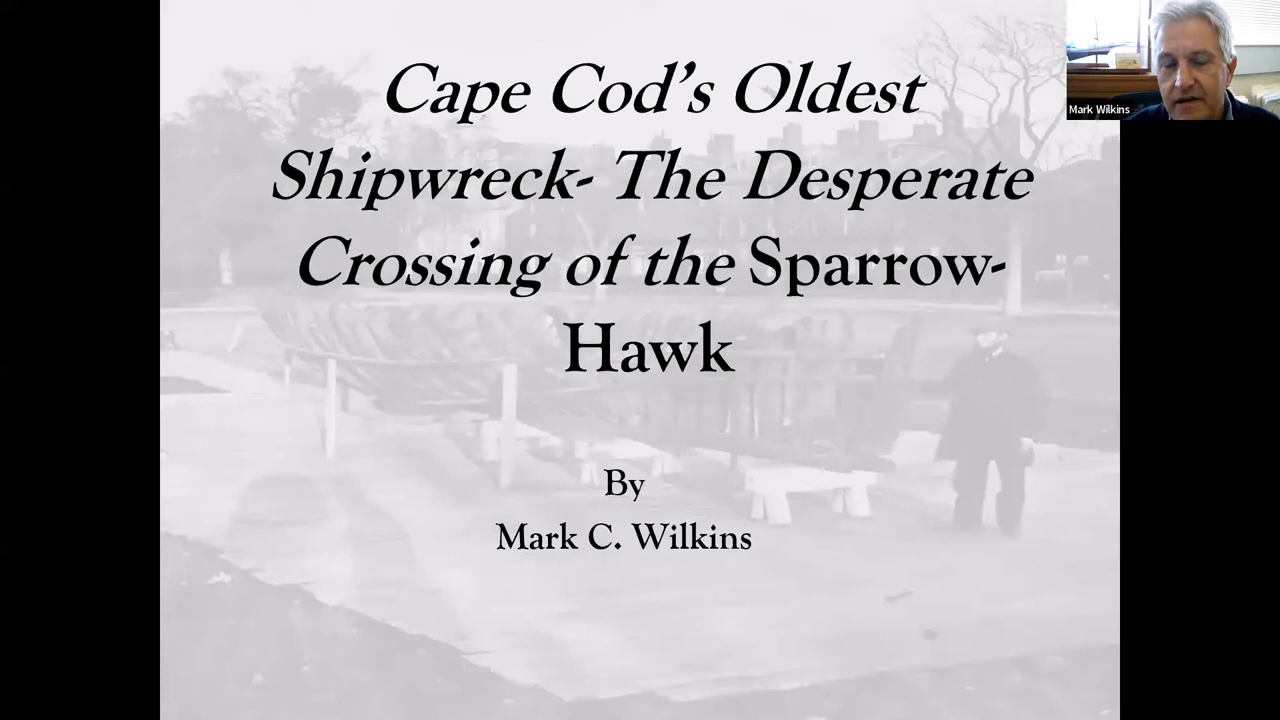 Cape Cod's Oldest
Shipwreck- The Desperate
Crossing of the Sparrow-
Hawk
By
Mark C. Wilkins
Mark Wilkins